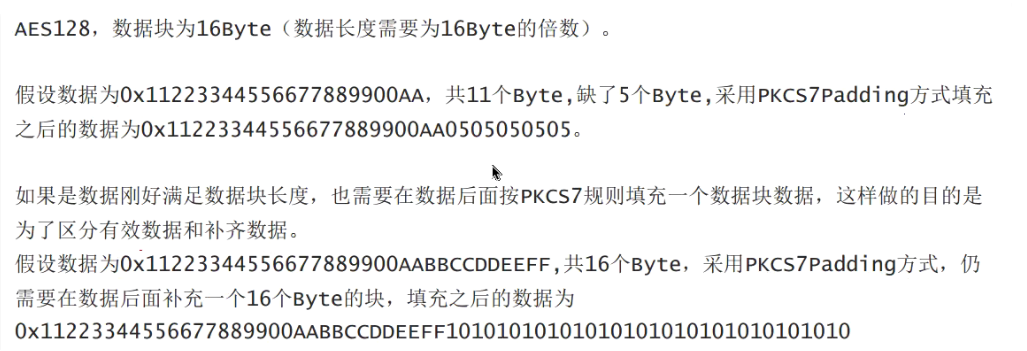 AES128，数据块为16Byte（数据长度需要为16Byte的倍数）。
假设数据为0x11223344556677889900AA，共11个Byte,缺了5个Byte,采用PKCS7Padding方式填充
之后的数据为0x11223344556677889900AA0505050505。
如果是数据刚好满足数据块长度，也需要在数据后面按PKCS7规则填充一个数据块数据，这样做的目的是
为了区分有效数据和补齐数据。
假设数据为0x11223344556677889900AABBCCDDEEFF,共16个Byte，采用PKCS7Padding方式，仍
需要在数据后面补充一个16个Byte的块，填充之后的数据为
0x11223344556677889900AABBCCDDEEFF10101010101010101010101010101010